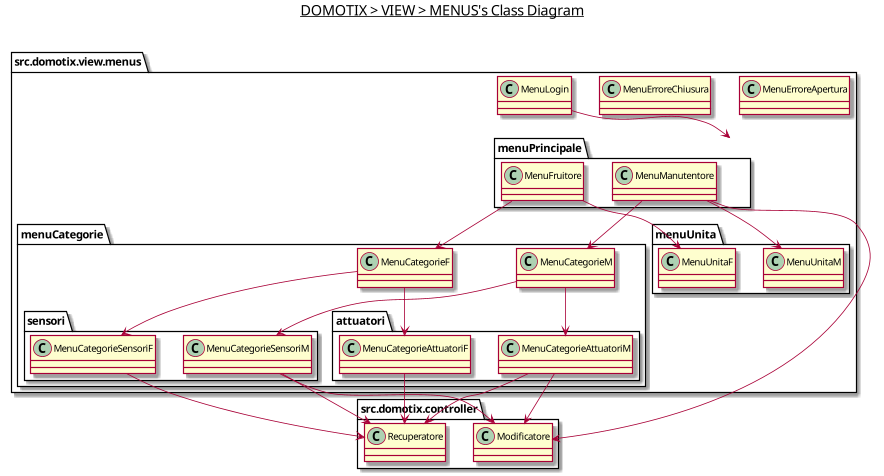 DOMOTIX > VIEW > MENUS's Class Diagram
src.domotix.view.menus
C MenuLogin
C MenuErroreChiusura
C MenuErroreApertura
menuPrincipale
C MenuFruitore
C MenuManutentore
menuCategorie
menuUnita
C MenuCategorieF
C MenuCategorieM
C MenuUnitaF
C MenuUnitaM
sensori
attuatori
C MenuCategorieSensoriF
C MenuCategorieSensoriM
C MenuCategorieAttuatoriF
C MenuCategorieAttuatoriM
src.domotix.controller
C Recuperatore
C Modificatore